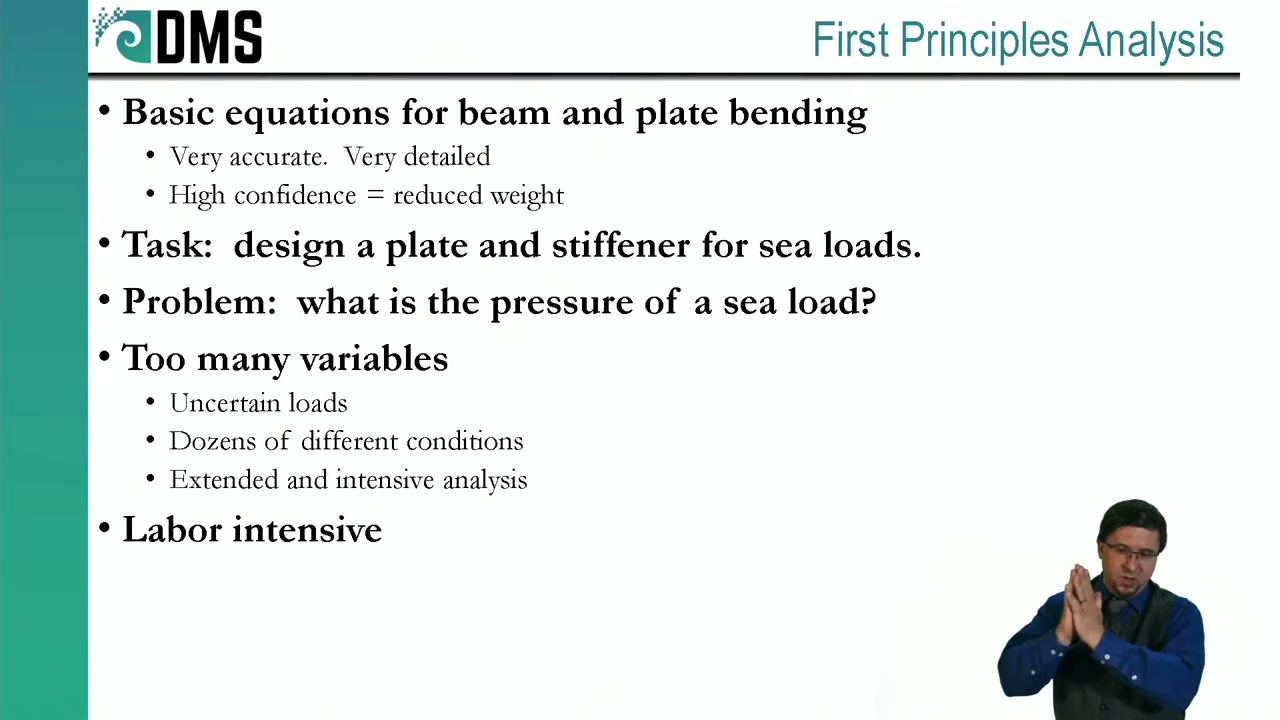 DMS
First Principles Analysis
• Basic equations for beam and plate bending
• Very accurate.  Very detailed
• High confidence = reduced weight
• Task:  design a plate and stiffener for sea loads.
• Problem:  what is the pressure of a sea load?
• Too many variables
• Uncertain loads
• Dozens of different conditions
• Extended and intensive analysis
• Labor intensive